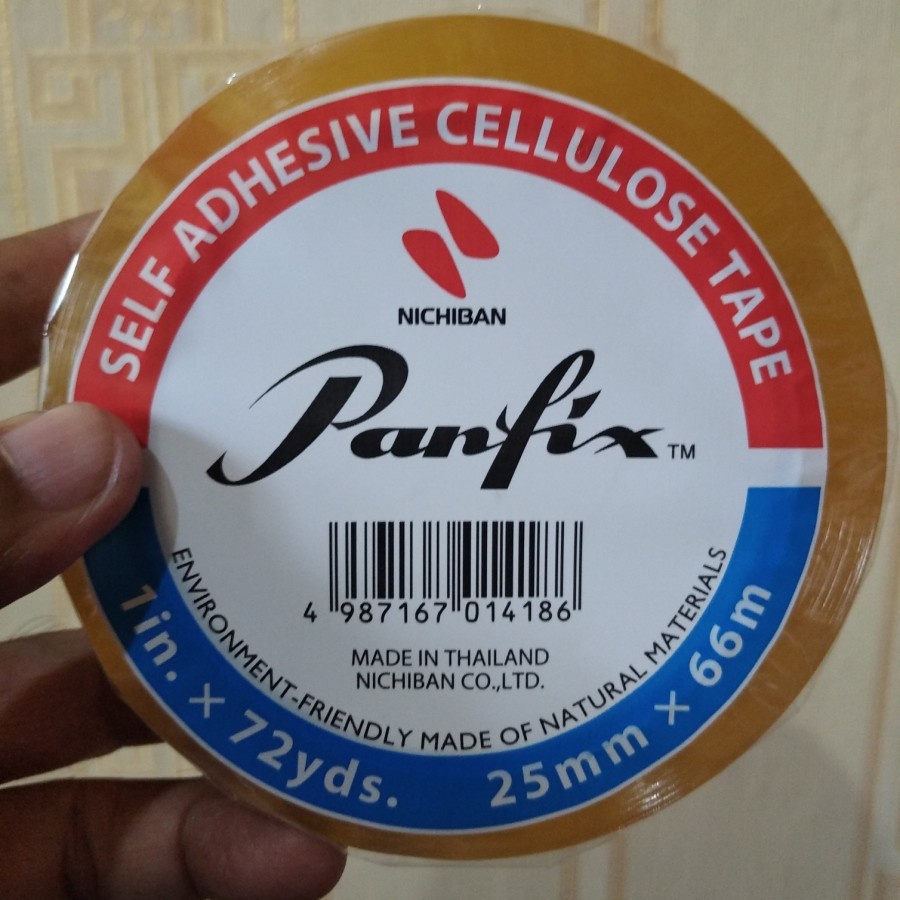 SELF ADHESIVE CELLULOSE TAPE
NICHIBAN
Panfix™
4 987167 014186
MADE IN THAILAND
NICHIBAN CO.,LTD.
ENVIRONMENT-FRIENDLY MADE OF NATURAL MATERIALS
1in. × 72yds. 25mm × 66m